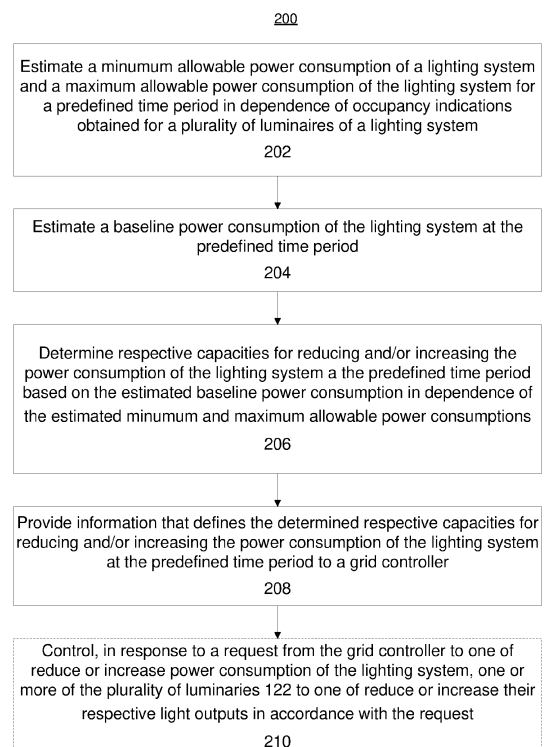 200
Estimate a minumum allowable power consumption of a lighting system
and a maximum allowable power consumption of the lighting system for
a predefined time period in dependence of occupancy indications
obtained for a plurality of luminaires of a lighting system
202
Estimate a baseline power consumption of the lighting system at the
predefined time period
204
Determine respective capacities for reducing and/or increasing the
power consumption of the lighting system a the predefined time period
based on the estimated baseline power consumption in dependence of
the estimated minumum and maximum allowable power consumptions
206
Provide information that defines the determined respective capacities for
reducing and/or increasing the power consumption of the lighting system
at the predefined time period to a grid controller
208
Control, in response to a request from the grid controller to one of
reduce or increase power consumption of the lighting system, one or
more of the plurality of luminaries 122 to one of reduce or increase their
respective light outputs in accordance with the request
210